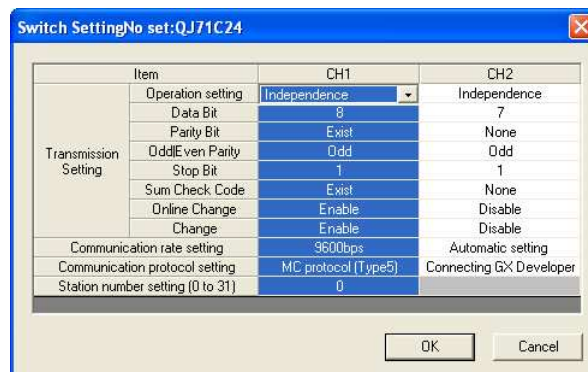 Switch SettingNo set:QJ71C24
Item CH1 CH2
Transmission Setting
Operation setting Independence Independence
Data Bit 8 7
Parity Bit Exist None
Odd|Even Parity Odd Odd
Stop Bit 1 1
Sum Check Code Exist None
Online Change Enable Disable
Change Enable Disable
Communication rate setting 9600bps Automatic setting
Communication protocol setting MC protocol (Type5) Connecting GX Developer
Station number setting (0 to 31) 0
OK Cancel